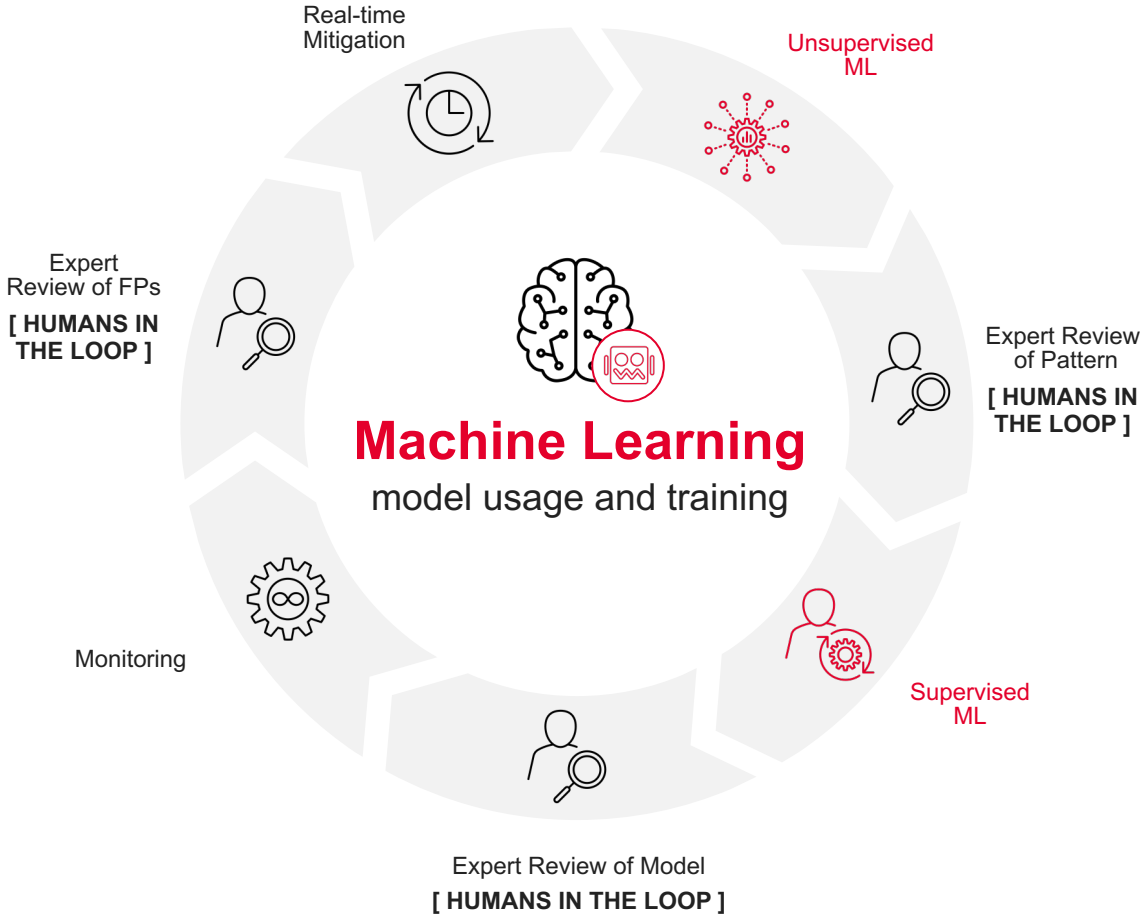 Real-time
Mitigation
Unsupervised
ML
Expert
Review of FPs
[ HUMANS IN
THE LOOP ]
Expert Review
of Pattern
[ HUMANS IN
THE LOOP ]
Machine Learning
model usage and training
Monitoring
Supervised
ML
Expert Review of Model
[ HUMANS IN THE LOOP ]